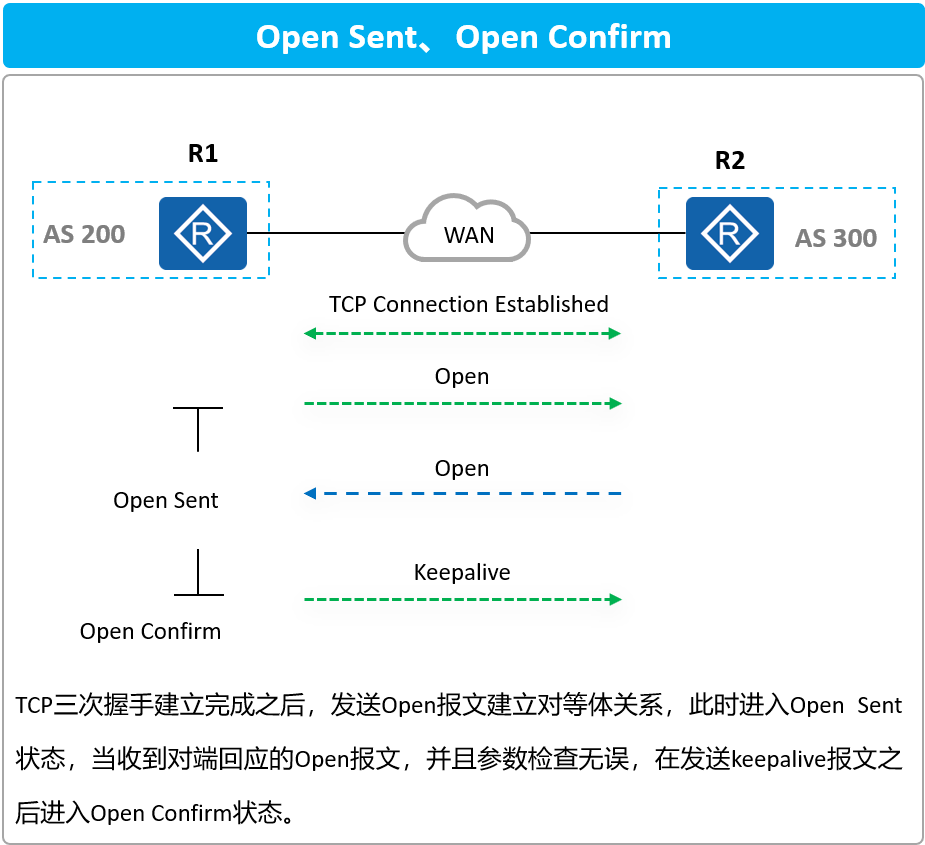 Open Sent、 Open Confirm
R1
R2
AS 200
R
WAN
R
AS 300
TCP Connection Established
Open
Open
Open Sent
Keepalive
Open Confirm
TCP三次握手建立完成之后，发送Open报文建立对等体关系，此时进入Open Sent
状态，当收到对端回应的Open报文，并且参数检查无误，在发送keepalive报文之
后进入Open Confirm状态。